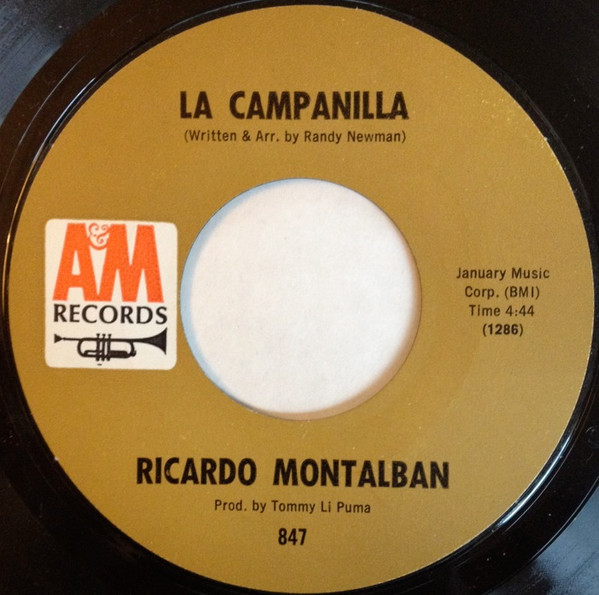 LA CAMPANILLA
(Written & Arr. by Randy Newman)
A&M
RECORDS
January Music
Corp. (BMI)
Time 4:44
(1286)
RICARDO MONTALBAN
Prod. by Tommy Li Puma
847